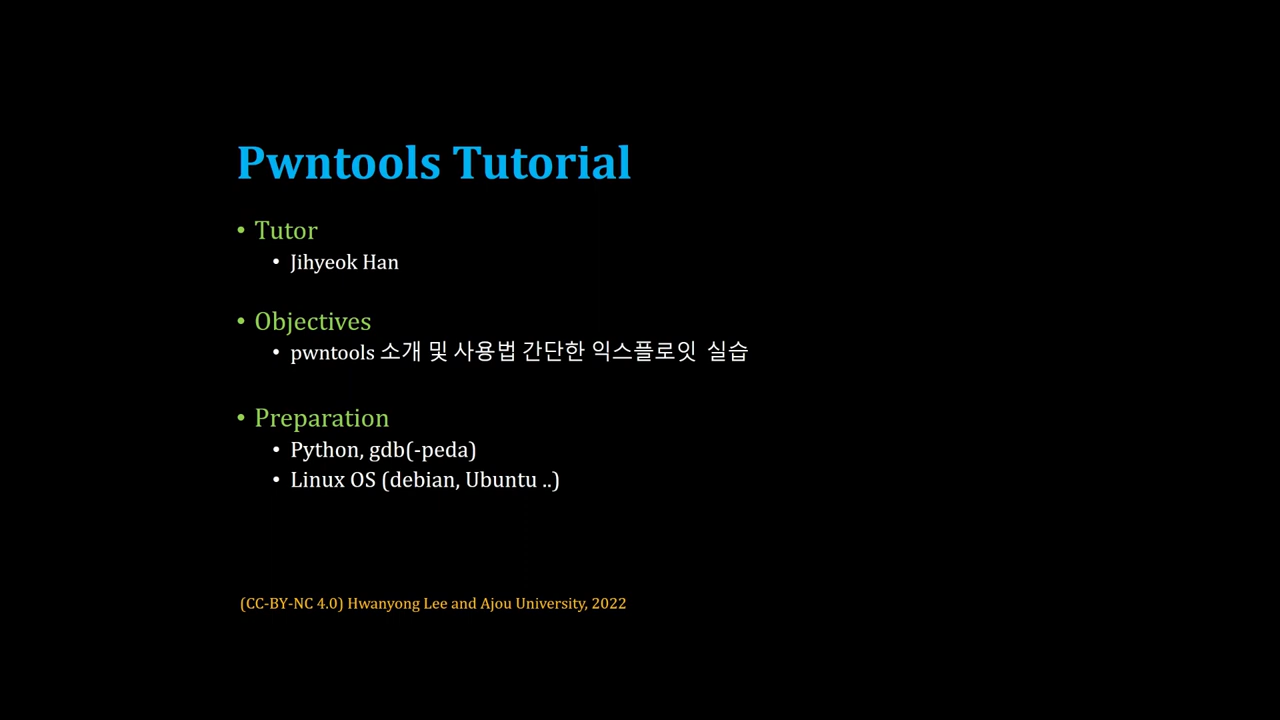 Pwntools Tutorial
• Tutor
• Jihyeok Han
• Objectives
• pwntools 소개 및 사용법 간단한 익스플로잇 실습
• Preparation
• Python, gdb(-peda)
• Linux OS (debian, Ubuntu ..)
(CC-BY-NC 4.0) Hwanyong Lee and Ajou University, 2022